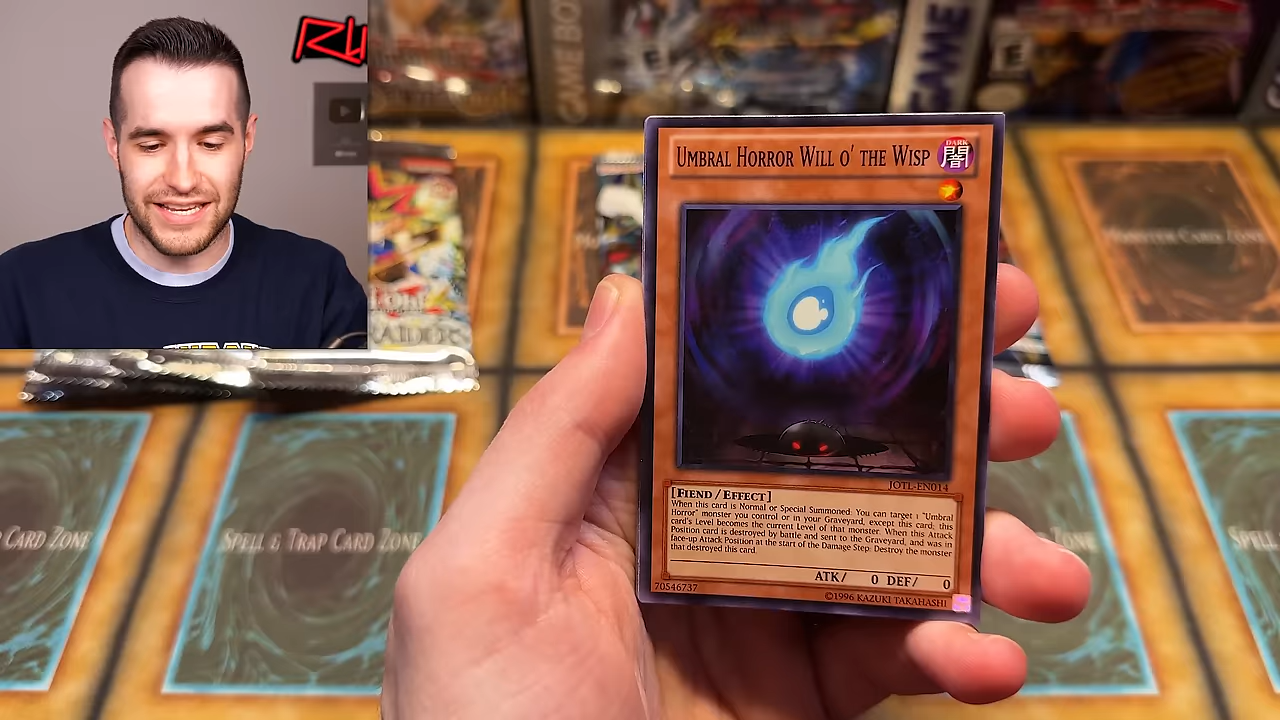 RU
GAME BOY
GAME
E
UMBRAL HORROR WILL O' THE WISP
DARK
闇
MONSTER CARD ZONE
RAIDERS
JOTL-EN014
[FIEND / EFFECT]
When this card is Normal or Special Summoned: You can target 1 "Umbral
Horror" monster you control or in your Graveyard, except this card; this
card's Level becomes the current Level of that monster. When this Attack
Position card is destroyed by battle and sent to the Graveyard, and was in
face-up Attack Position at the start of the Damage Step: Destroy the monster
that destroyed this card.
ATK/ 0 DEF/ 0
70546737
©1996 KAZUKI TAKAHASHI
CARD ZONE
SPELL & TRAP CARD ZONE
ZONE
SPELL